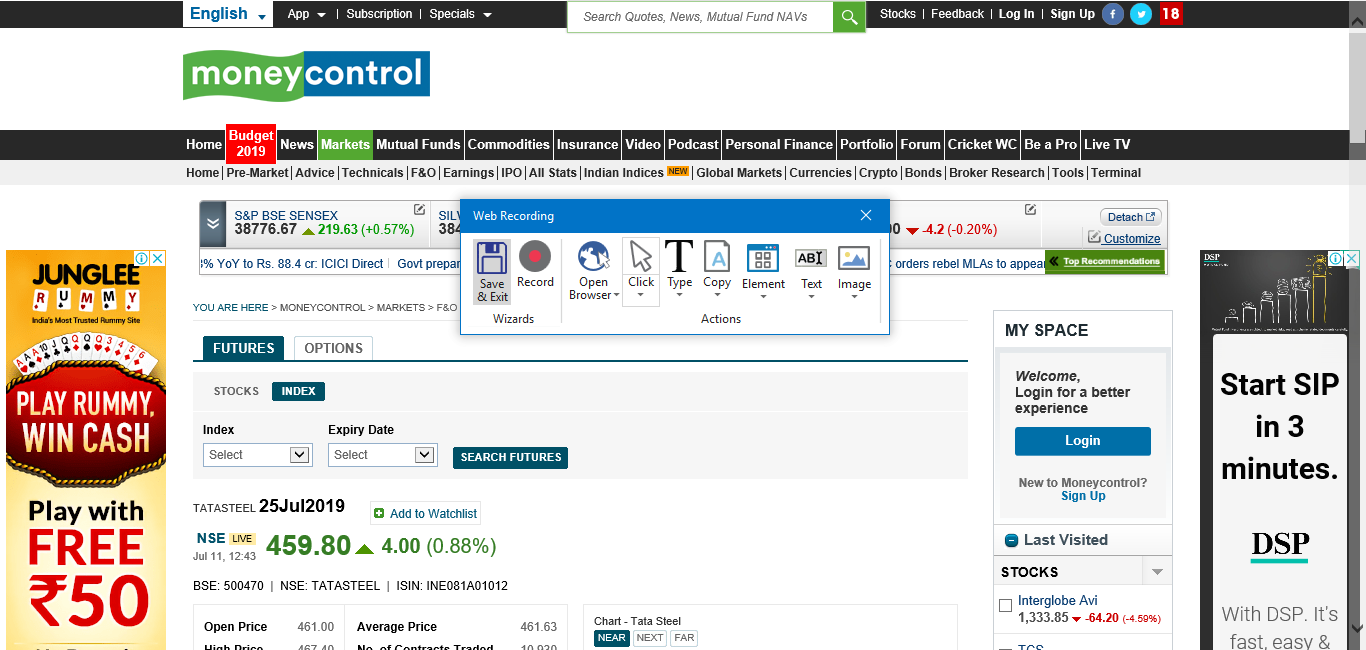 English
App | Subscription | Specials
Search Quotes, News, Mutual Fund NAVs
Stocks | Feedback | Log In | Sign Up 18
moneycontrol
Home Budget 2019 News Markets Mutual Funds Commodities Insurance Video Podcast Personal Finance Portfolio Forum Cricket WC Be a Pro Live TV
Home | Pre-Market | Advice | Technicals | F&O | Earnings | IPO | All Stats | Indian Indices NEW | Global Markets | Currencies | Crypto | Bonds | Broker Research | Tools | Terminal
S&P BSE SENSEX
38776.67 219.63 (+0.57%)
SIL
384
00 -4.2 (-0.20%)
Detach
Customize
3% YoY to Rs. 88.4 cr: ICICI Direct | Govt prepar
orders rebel MLAs to appear
Top Recommendations
Web Recording
Save & Exit
Record
Open Browser
Click
Type
Copy
Element
Text
Image
Wizards
Actions
YOU ARE HERE > MONEYCONTROL > MARKETS > F&O
FUTURES OPTIONS
STOCKS INDEX
Index
Select
Expiry Date
Select
SEARCH FUTURES
TATASTEEL 25Jul2019
Add to Watchlist
NSE LIVE
Jul 11, 12:43
459.80 4.00 (0.88%)
BSE: 500470 | NSE: TATASTEEL | ISIN: INE081A01012
Open Price 461.00
Average Price 461.63
High Price 467.40
No. of Contracts Traded 10,930
Chart - Tata Steel
NEAR NEXT FAR
MY SPACE
Welcome,
Login for a better
experience
Login
New to Moneycontrol?
Sign Up
Last Visited
STOCKS
Interglobe Avi
1,333.85 -64.20 (-4.59%)
TCS
JUNGLEE
RUMMY
India's Most Trusted Rummy Site
PLAY RUMMY,
WIN CASH
Play with
FREE
₹50
DSP
Start SIP
in 3
minutes.
DSP
With DSP. It's
fast, easy &